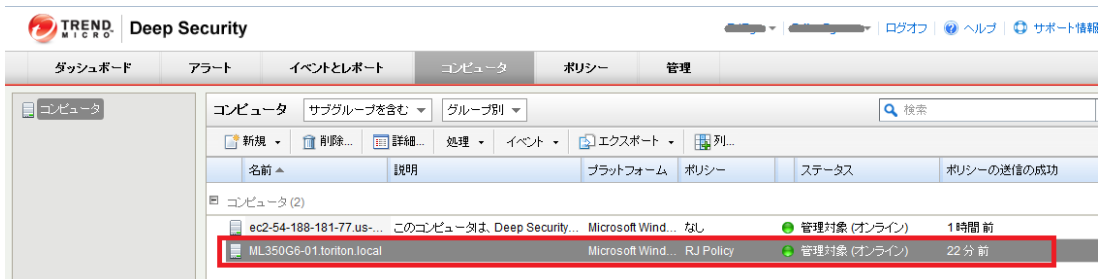 TREND MICRO Deep Security
ログオフ ヘルプ サポート情報
ダッシュボード アラート イベントとレポート コンピュータ ポリシー 管理
コンピュータ
コンピュータ サブグループを含む グループ別 検索
新規 削除... 詳細... 処理 イベント エクスポート 列...
名前 説明 プラットフォーム ポリシー ステータス ポリシーの送信の成功
コンピュータ (2)
ec2-54-188-181-77.us-... このコンピュータは、Deep Security... Microsoft Wind... なし 管理対象 (オンライン) 1時間前
ML350G6-01.toriton.local Microsoft Wind... RJ Policy 管理対象 (オンライン) 22分前